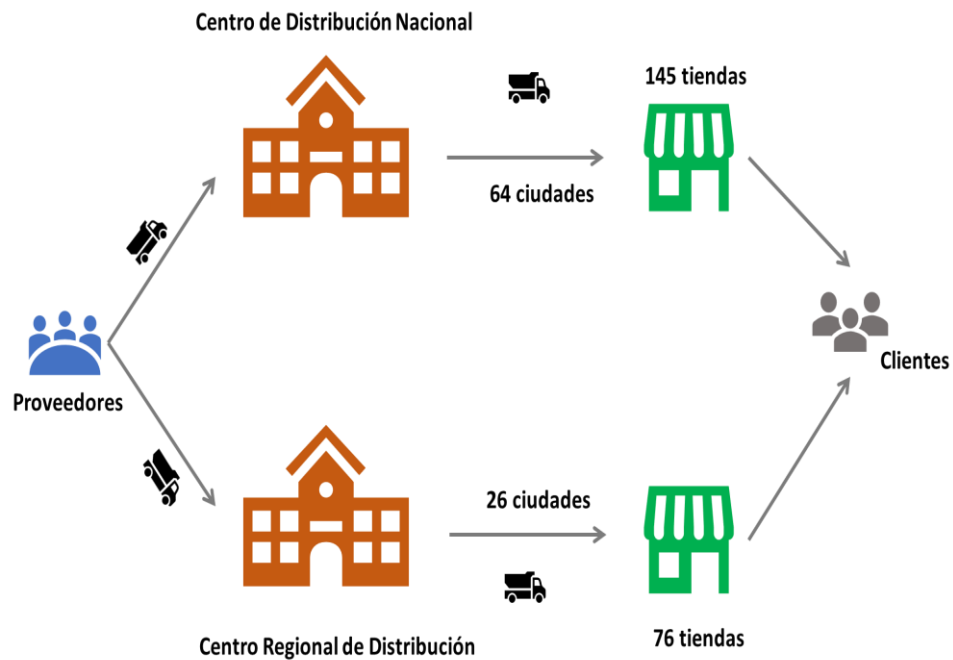 Centro de Distribución Nacional
145 tiendas
64 ciudades
Proveedores
Clientes
26 ciudades
Centro Regional de Distribución
76 tiendas